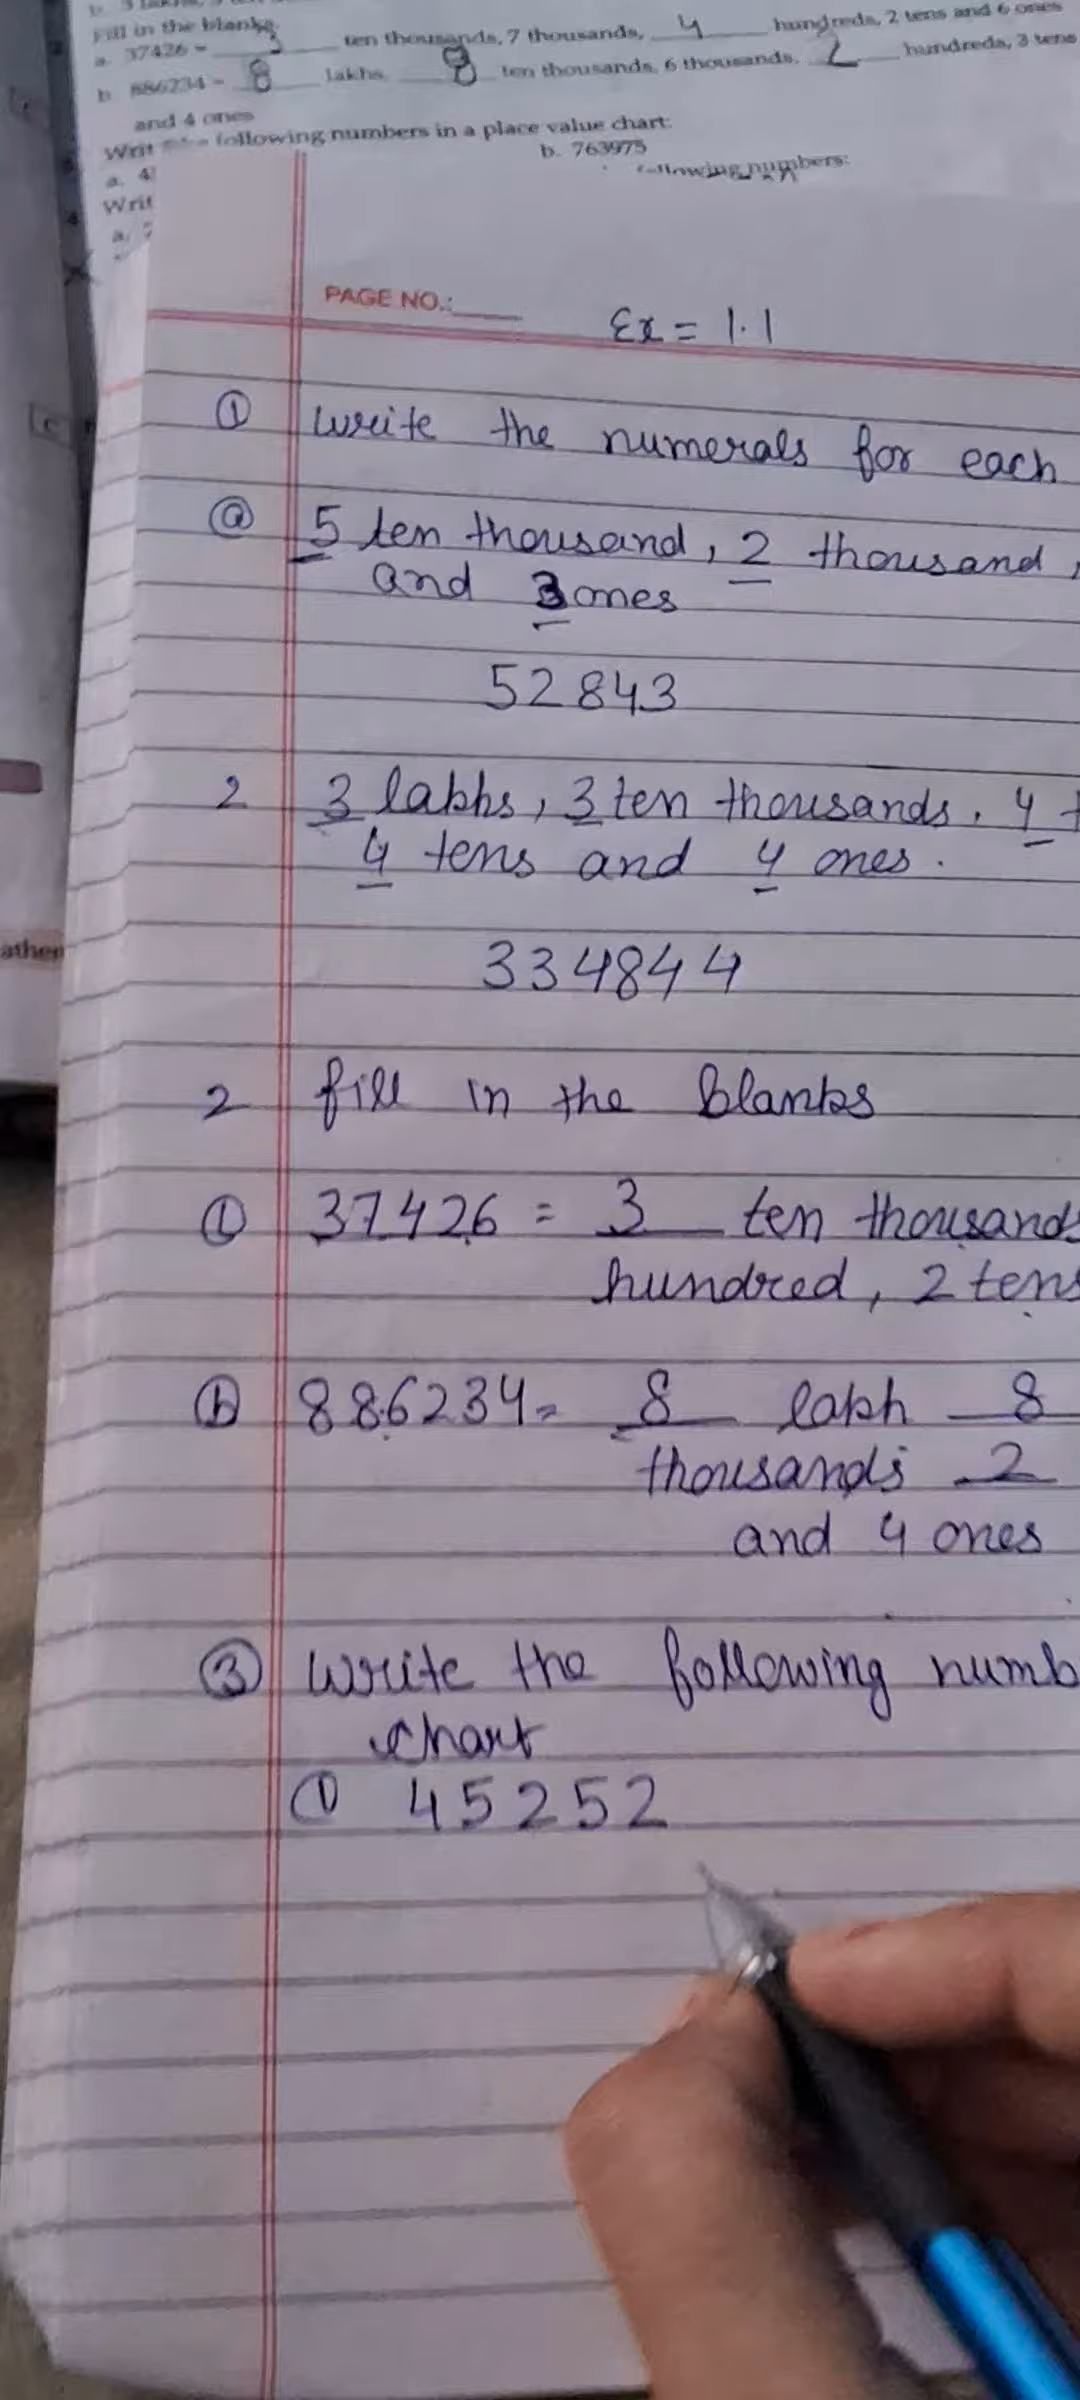 Fill in the blanks.
a. 37426 = 3 ten thousands, 7 thousands, 4 hundreds, 2 tens and 6 ones
b. 886234 = 8 lakhs 8 ten thousands, 6 thousands, 2 hundreds, 3 tens
and 4 ones
Writ following numbers in a place value chart:
a. 4 b. 763975
Writ following numbers:
a.
PAGE NO.:
Ex = 1.1
① Write the numerals for each
ⓐ 5 ten thousand, 2 thousand,
and 3 ones
52843
2 3 lakhs, 3 ten thousands, 4 t
4 tens and 4 ones.
334844
2 fill in the blanks
① 37426 = 3 ten thousands
hundred, 2 tens
ⓑ 886234 = 8 lakh 8
thousands 2
and 4 ones
③ Write the following numb
chart
① 45252